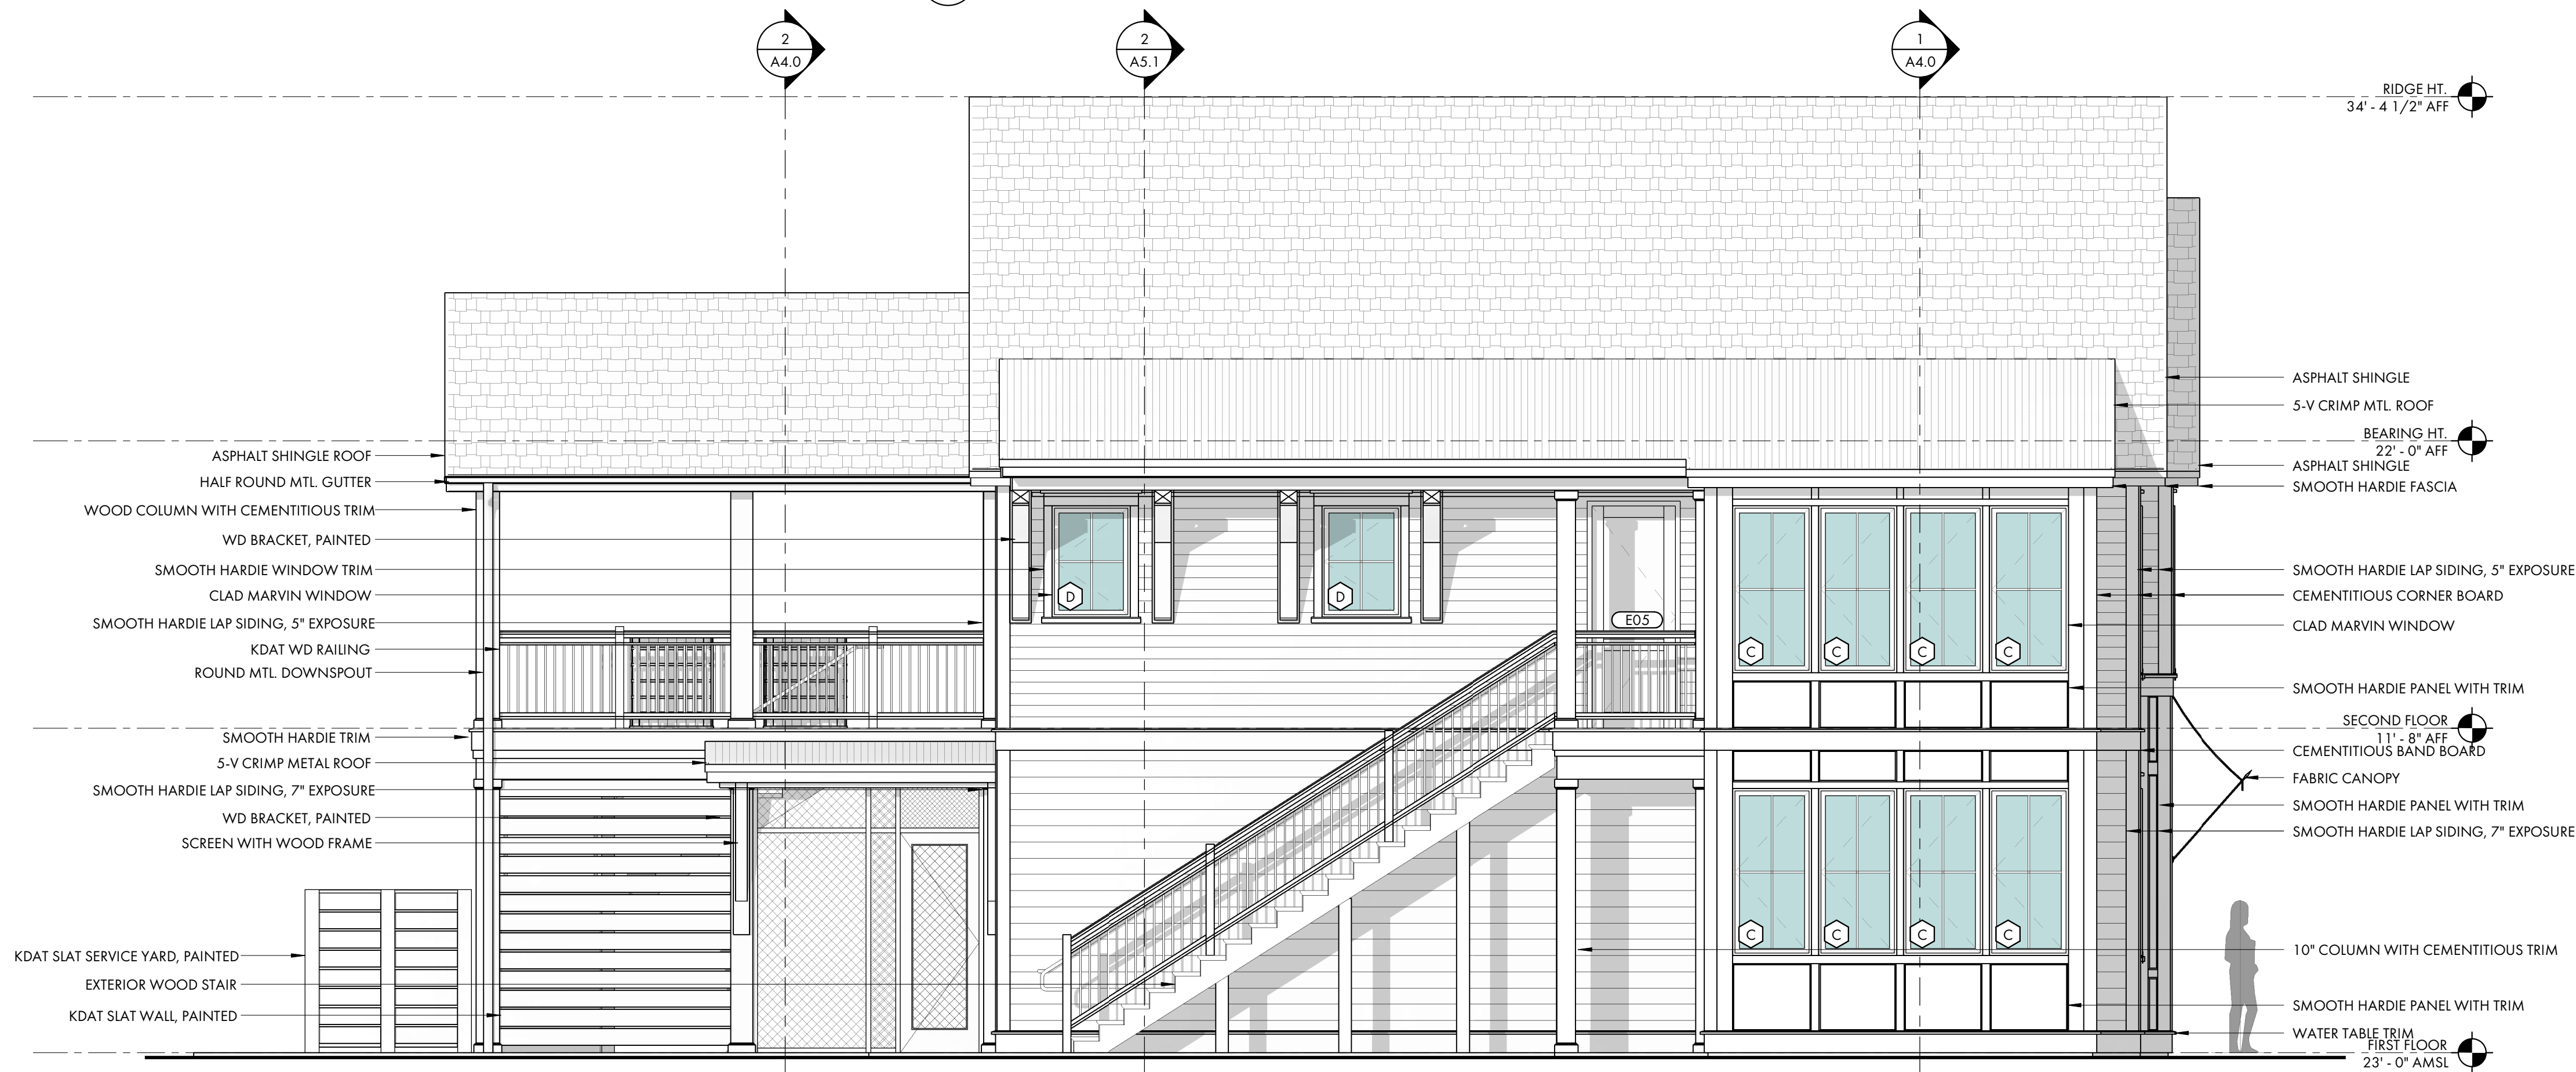 2
A4.0
2
A5.1
1
A4.0
RIDGE HT.
34' - 4 1/2" AFF
ASPHALT SHINGLE
5-V CRIMP MTL. ROOF
BEARING HT.
22' - 0" AFF
ASPHALT SHINGLE
SMOOTH HARDIE FASCIA
ASPHALT SHINGLE ROOF
HALF ROUND MTL. GUTTER
WOOD COLUMN WITH CEMENTITIOUS TRIM
WD BRACKET, PAINTED
SMOOTH HARDIE WINDOW TRIM
CLAD MARVIN WINDOW
SMOOTH HARDIE LAP SIDING, 5" EXPOSURE
KDAT WD RAILING
ROUND MTL. DOWNSPOUT
SMOOTH HARDIE TRIM
5-V CRIMP METAL ROOF
SMOOTH HARDIE LAP SIDING, 7" EXPOSURE
WD BRACKET, PAINTED
SCREEN WITH WOOD FRAME
KDAT SLAT SERVICE YARD, PAINTED
EXTERIOR WOOD STAIR
KDAT SLAT WALL, PAINTED
D
D
E05
C
C
C
C
C
C
C
C
SMOOTH HARDIE LAP SIDING, 5" EXPOSURE
CEMENTITIOUS CORNER BOARD
CLAD MARVIN WINDOW
SMOOTH HARDIE PANEL WITH TRIM
SECOND FLOOR
11' - 8" AFF
CEMENTITIOUS BAND BOARD
FABRIC CANOPY
SMOOTH HARDIE PANEL WITH TRIM
SMOOTH HARDIE LAP SIDING, 7" EXPOSURE
10" COLUMN WITH CEMENTITIOUS TRIM
SMOOTH HARDIE PANEL WITH TRIM
WATER TABLE TRIM
FIRST FLOOR
23' - 0" AMSL